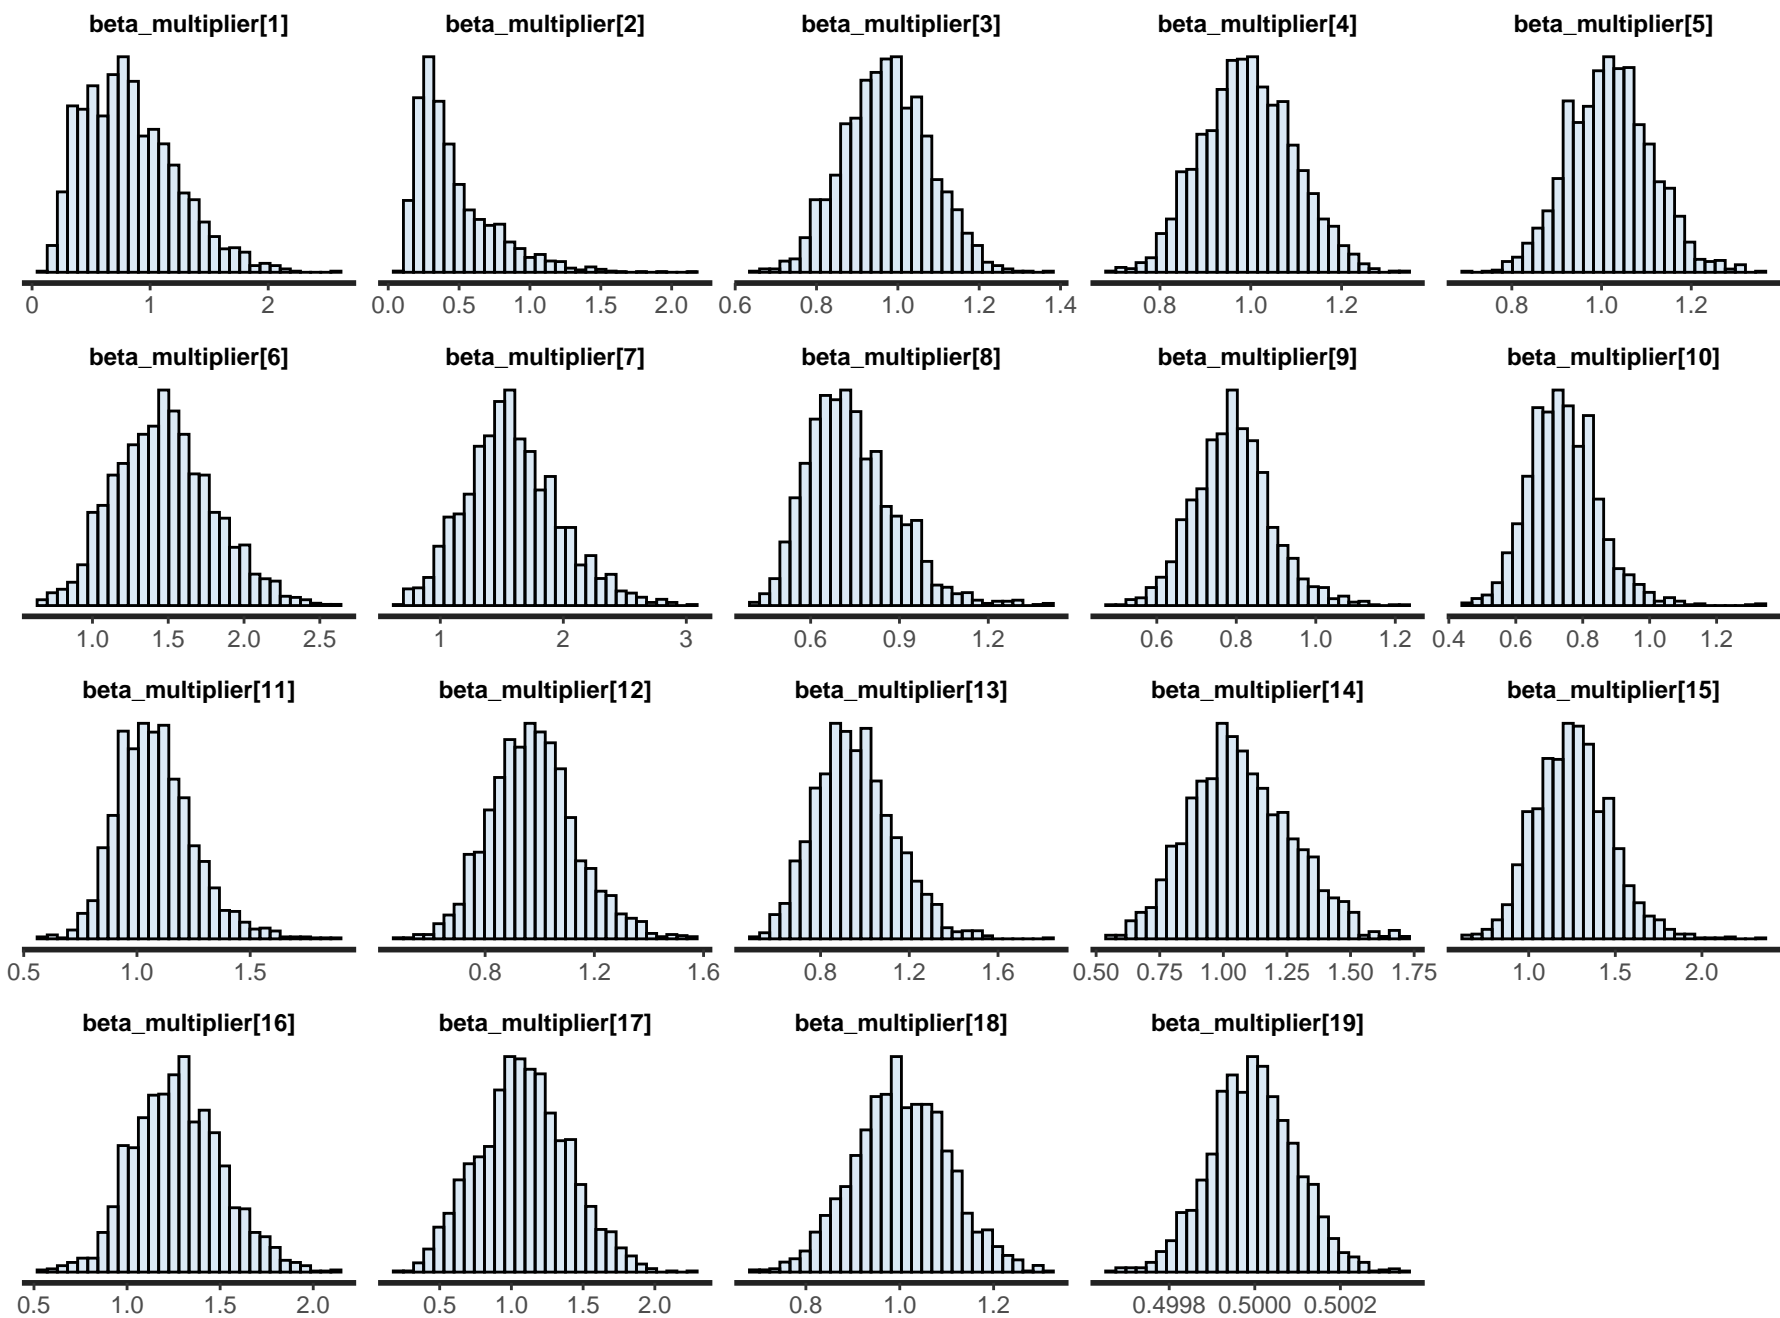 beta_multiplier[1] beta_multiplier[2] beta_multiplier[3] beta_multiplier[4] beta_multiplier[5]
0 1 2 0.0 0.5 1.0 1.5 2.0 0.6 0.8 1.0 1.2 1.4 0.8 1.0 1.2 0.8 1.0 1.2
beta_multiplier[6] beta_multiplier[7] beta_multiplier[8] beta_multiplier[9] beta_multiplier[10]
1.0 1.5 2.0 2.5 1 2 3 0.6 0.9 1.2 0.6 0.8 1.0 1.2 0.4 0.6 0.8 1.0 1.2
beta_multiplier[11] beta_multiplier[12] beta_multiplier[13] beta_multiplier[14] beta_multiplier[15]
0.5 1.0 1.5 0.8 1.2 1.6 0.8 1.2 1.6 0.50 0.75 1.00 1.25 1.50 1.75 1.0 1.5 2.0
beta_multiplier[16] beta_multiplier[17] beta_multiplier[18] beta_multiplier[19]
0.5 1.0 1.5 2.0 0.5 1.0 1.5 2.0 0.8 1.0 1.2 0.4998 0.5000 0.5002